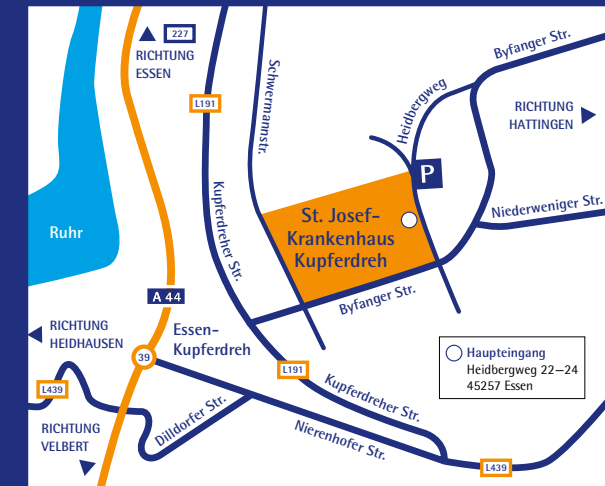 227
RICHTUNG
ESSEN
Byfanger Str.
Schwermannstr.
Heidbergweg
L191
RICHTUNG
HATTINGEN
P
Kupferdreher Str.
St. Josef-
Krankenhaus
Kupferdreh
Niederweniger Str.
Ruhr
A 44
Byfanger Str.
RICHTUNG
HEIDHAUSEN
Essen-
Kupferdreh
39
L191
Haupteingang
Heidbergweg 22–24
45257 Essen
L439
Kupferdreher Str.
Dilldorfer Str.
Nierenhofer Str.
RICHTUNG
VELBERT
L439